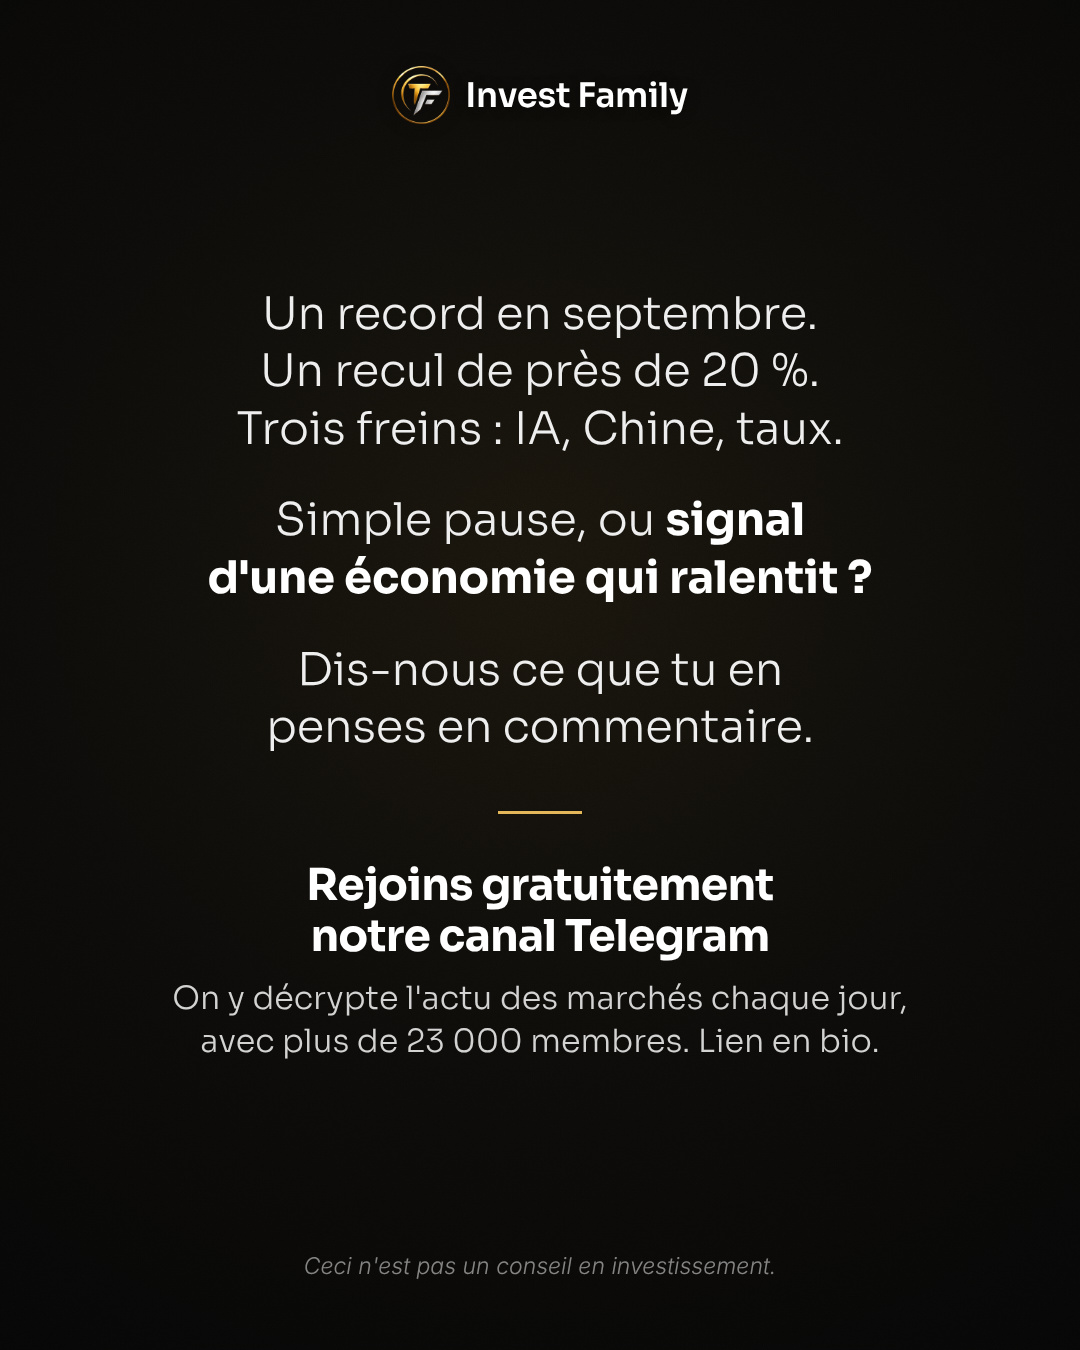 TF Invest Family
Un record en septembre.
Un recul de près de 20 %.
Trois freins : IA, Chine, taux.
Simple pause, ou signal
d'une économie qui ralentit ?
Dis-nous ce que tu en
penses en commentaire.
Rejoins gratuitement
notre canal Telegram
On y décrypte l'actu des marchés chaque jour,
avec plus de 23 000 membres. Lien en bio.
Ceci n'est pas un conseil en investissement.